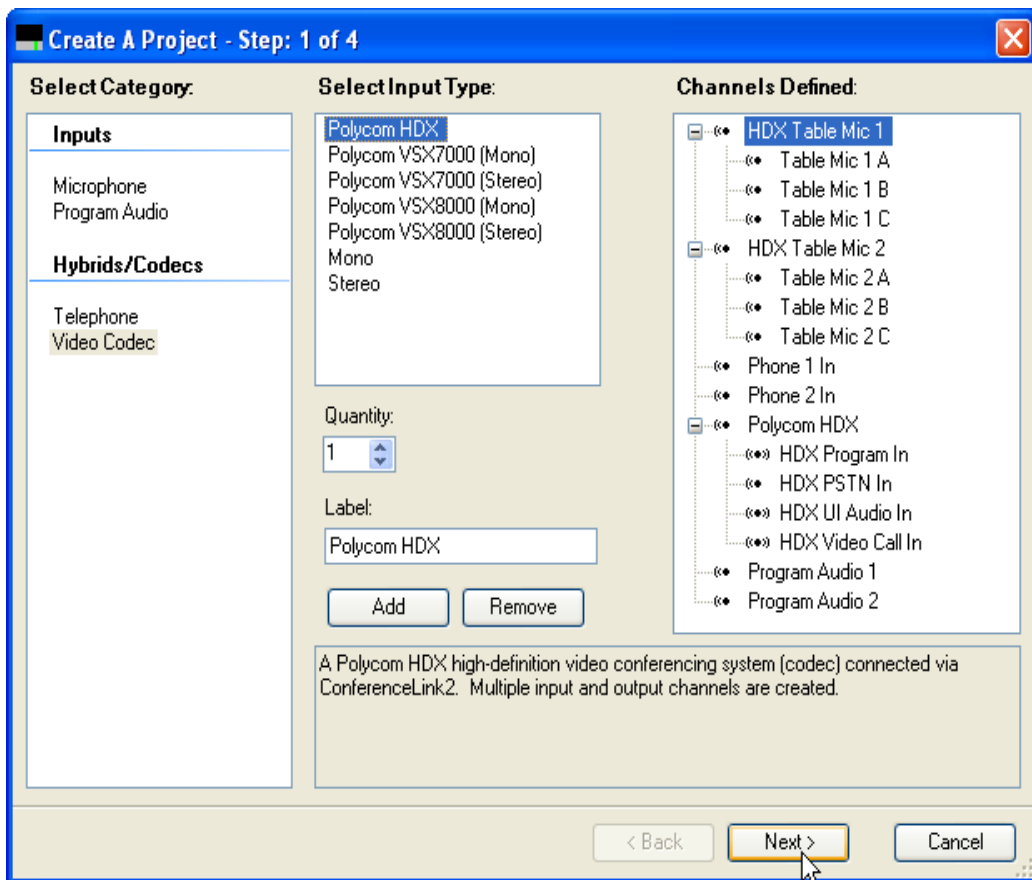 Create A Project - Step: 1 of 4
Select Category:
Inputs
Microphone
Program Audio
Hybrids/Codecs
Telephone
Video Codec
Select Input Type:
Polycom HDX
Polycom VSX7000 (Mono)
Polycom VSX7000 (Stereo)
Polycom VSX8000 (Mono)
Polycom VSX8000 (Stereo)
Mono
Stereo
Quantity:
1
Label:
Polycom HDX
Add
Remove
Channels Defined:
HDX Table Mic 1
Table Mic 1 A
Table Mic 1 B
Table Mic 1 C
HDX Table Mic 2
Table Mic 2 A
Table Mic 2 B
Table Mic 2 C
Phone 1 In
Phone 2 In
Polycom HDX
HDX Program In
HDX PSTN In
HDX UI Audio In
HDX Video Call In
Program Audio 1
Program Audio 2
A Polycom HDX high-definition video conferencing system (codec) connected via
ConferenceLink2. Multiple input and output channels are created.
< Back
Next >
Cancel